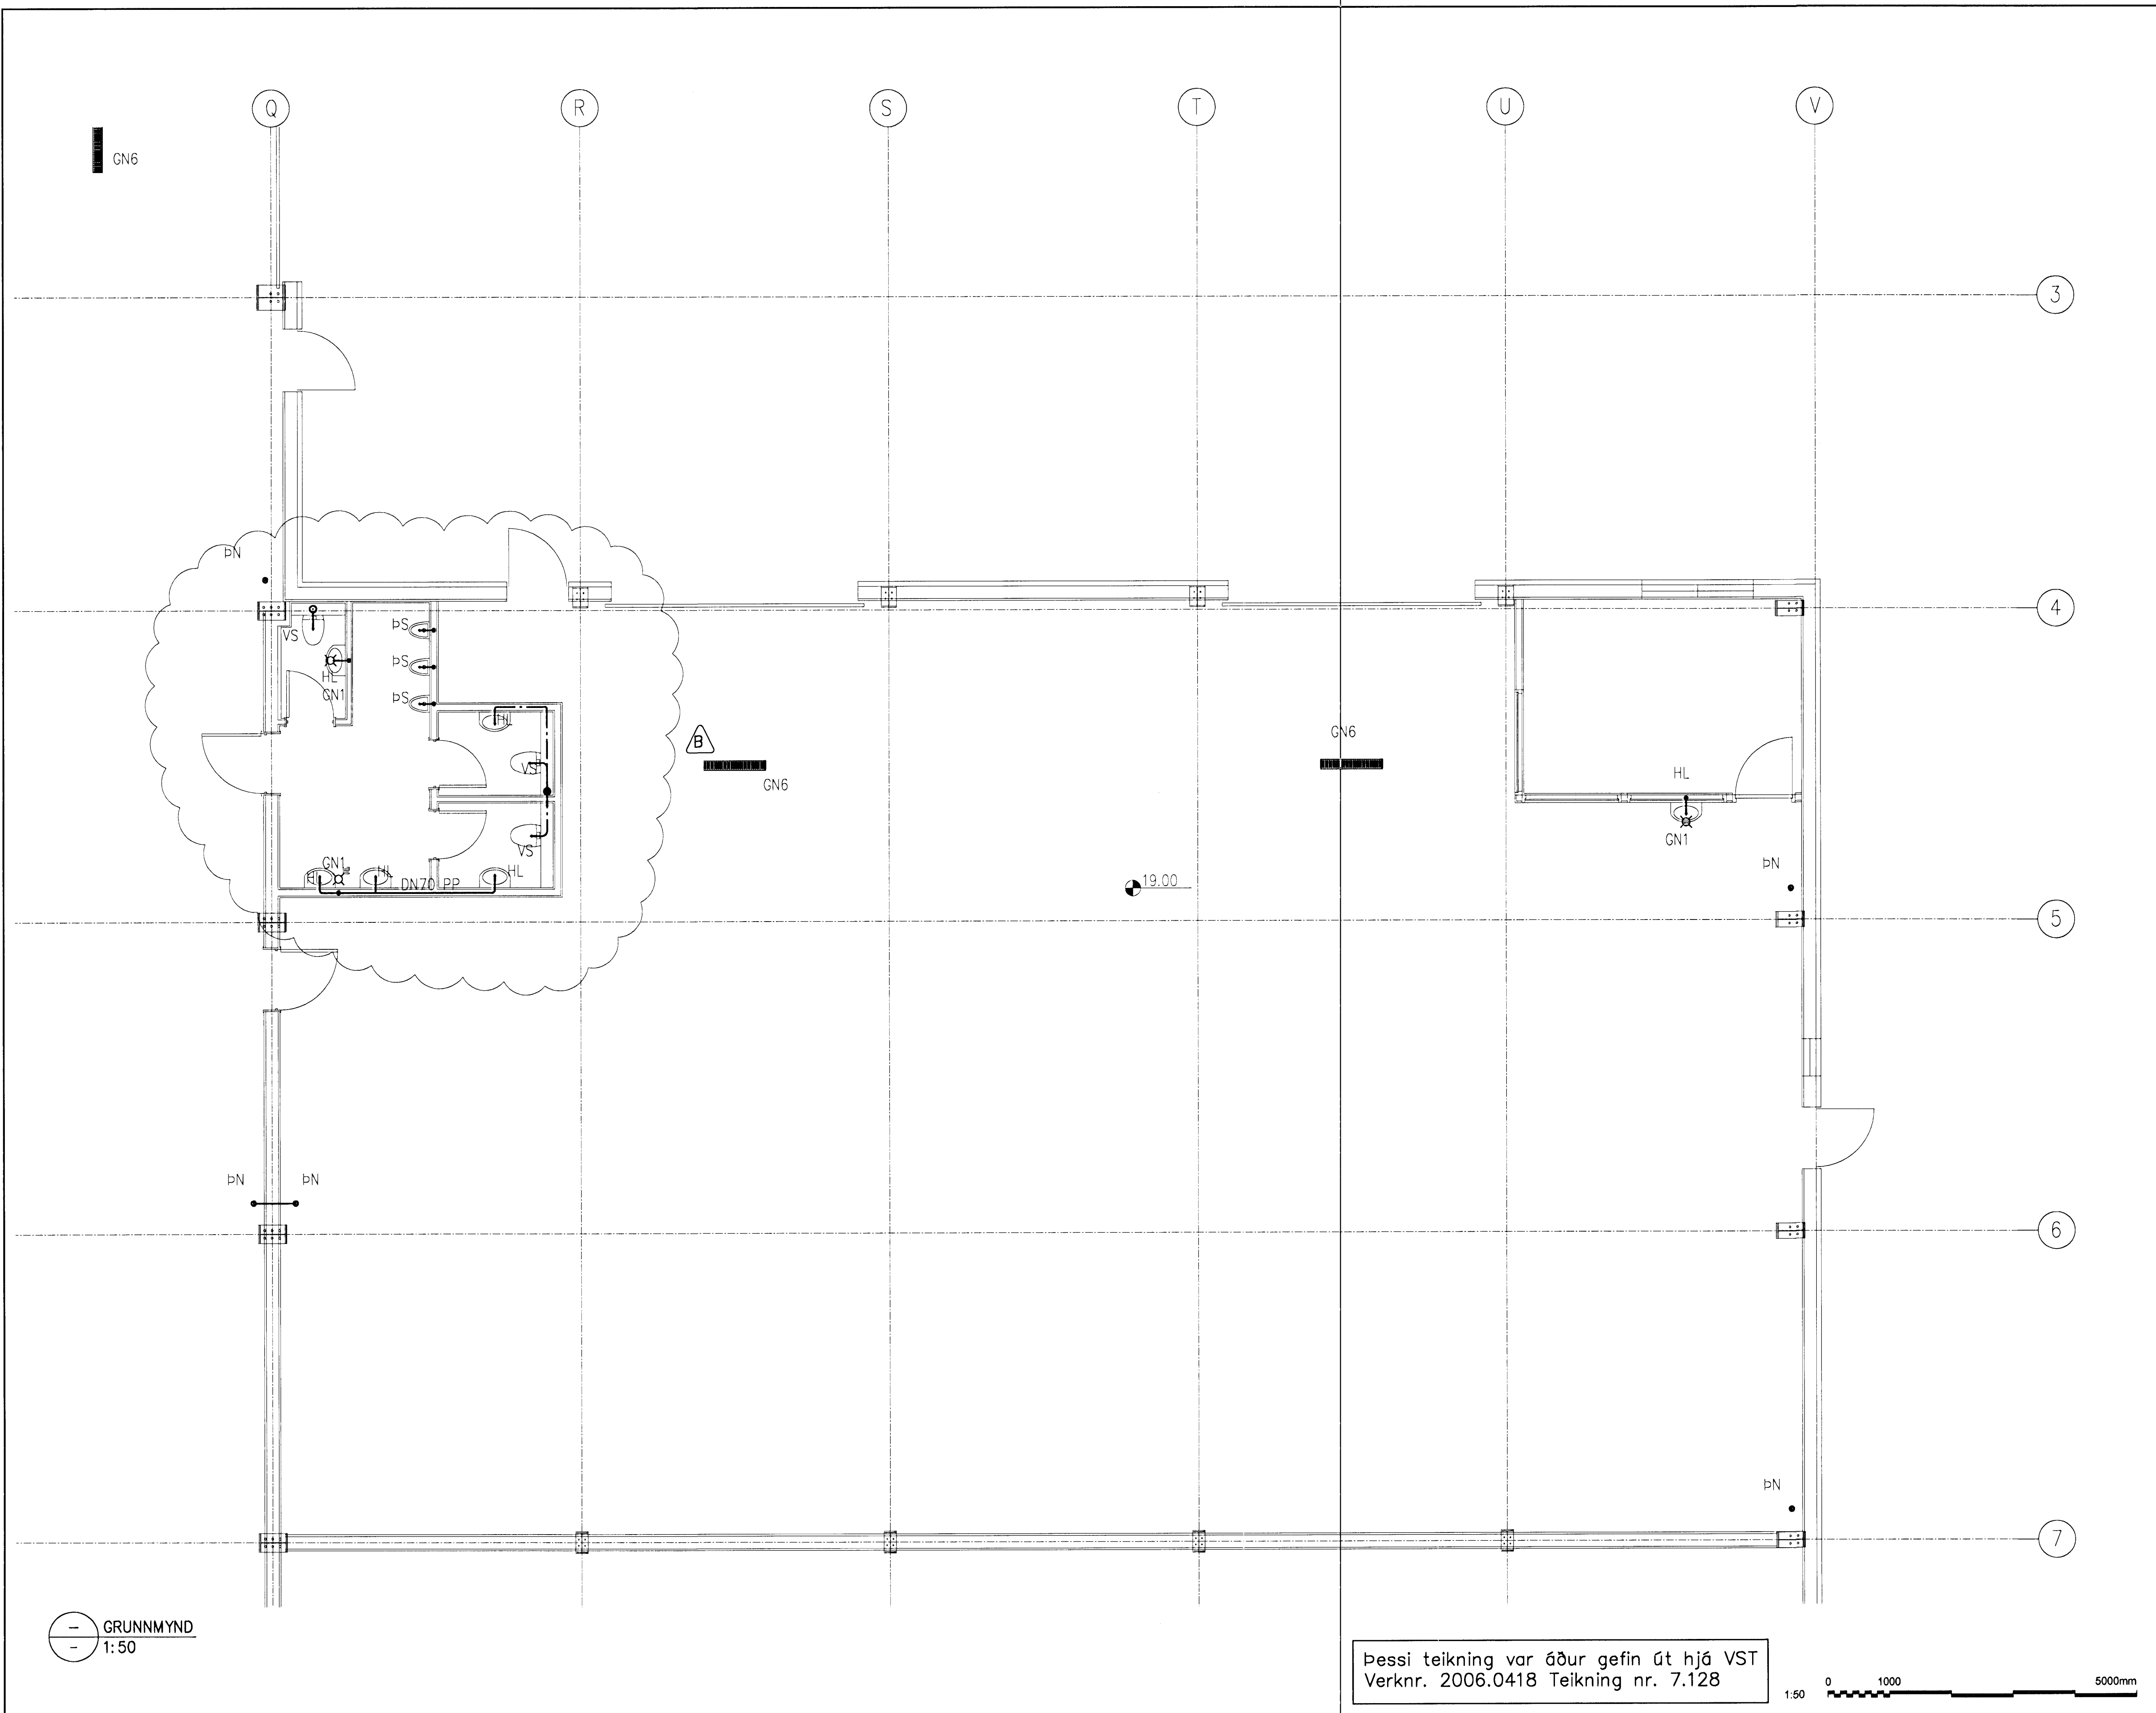 Q R S T U V
GN6
3
ÞN
4
VS
ÞS
HL
ÞS
GN1
ÞS
HL
B
GN6
GN6
VS
HL
GN1
VS
GN1
HL
HL
HL
DN70 PP
19.00
ÞN
5
ÞN
ÞN
6
ÞN
7
–
–
GRUNNMYND
1:50
Þessi teikning var áður gefin út hjá VST
Verknr. 2006.0418 Teikning nr. 7.128
1:50
0 1000 5000mm